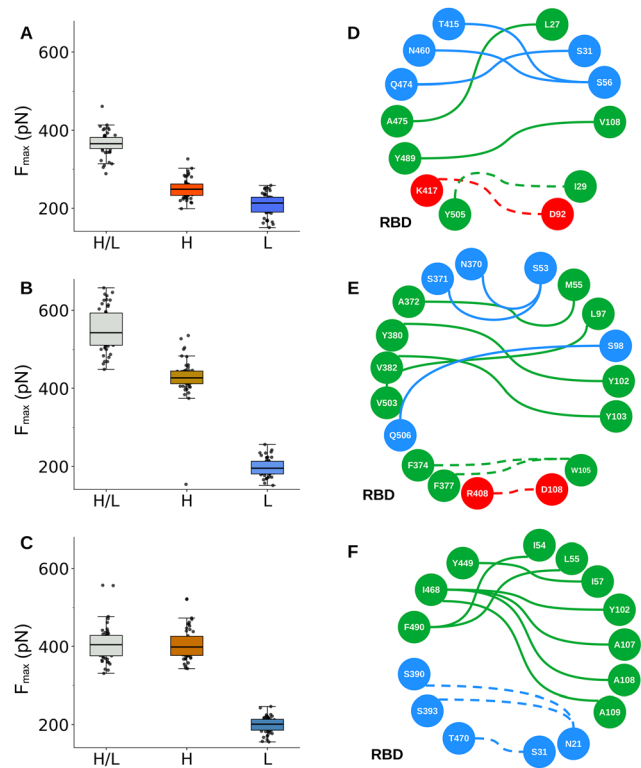 A
F_max (pN)
600
400
200
H/L H L
B
F_max (pN)
600
400
200
H/L H L
C
F_max (pN)
600
400
200
H/L H L
D
T415 L27
N460 S31
Q474 S56
A475 V108
Y489
K417 I29
Y505 D92
RBD
E
N370 S53
S371 M55
A372 L97
Y380 S98
V382 Y102
V503 Y103
Q506
F374 W105
F377 D108
R408
RBD
F
I54
Y449 L55
I468 I57
F490 Y102
A107
A108
A109
S390
S393
T470 S31 N21
RBD